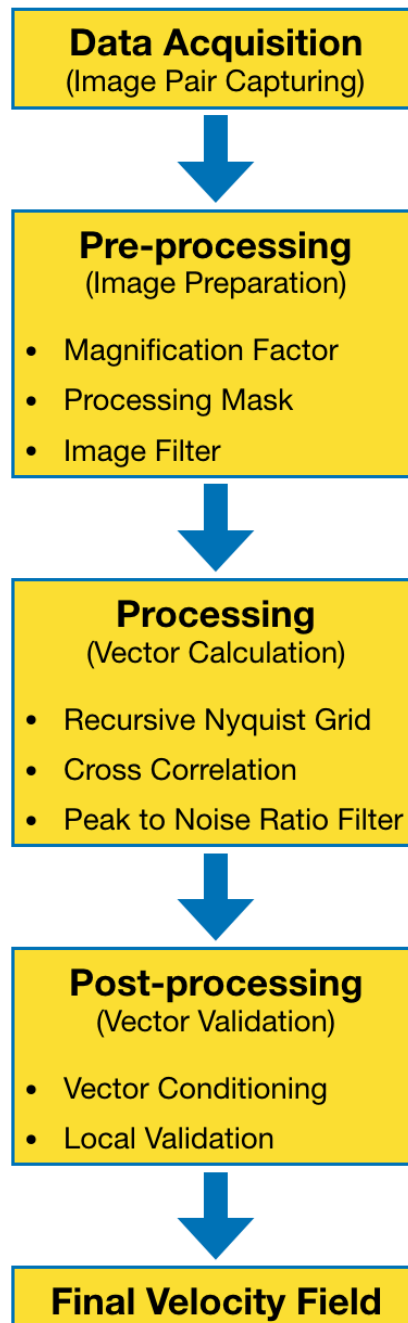 Data Acquisition
(Image Pair Capturing)
Pre-processing
(Image Preparation)
• Magnification Factor
• Processing Mask
• Image Filter
Processing
(Vector Calculation)
• Recursive Nyquist Grid
• Cross Correlation
• Peak to Noise Ratio Filter
Post-processing
(Vector Validation)
• Vector Conditioning
• Local Validation
Final Velocity Field